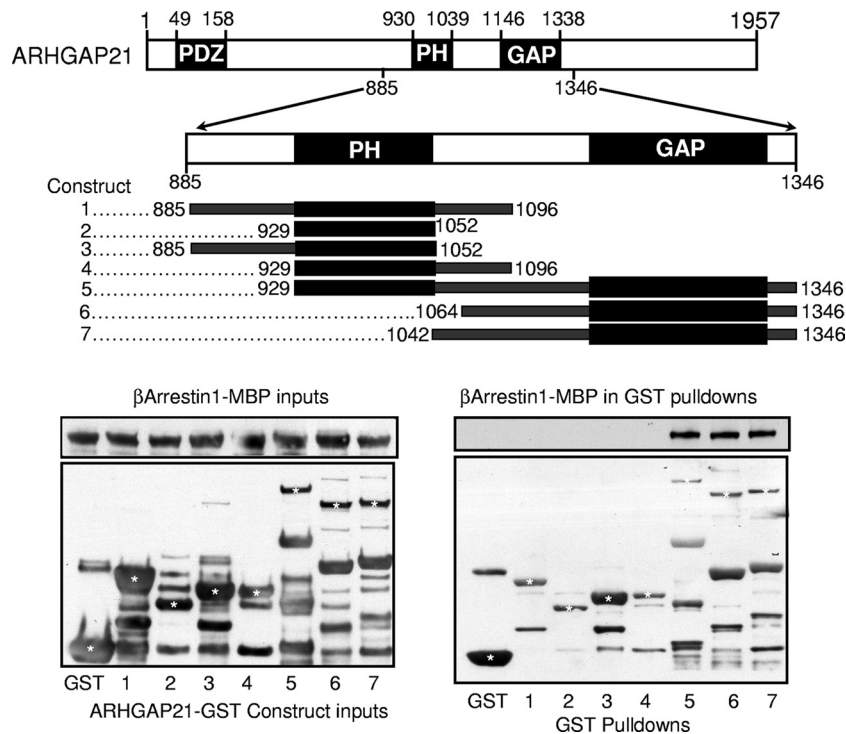 1 49 158 930 1039 1146 1338 1957
ARHGAP21 PDZ PH GAP
885 1346
PH GAP
885 1346
Construct
1......... 885 1096
2......................... 929 1052
3......... 885 1052
4......................... 929 1096
5......................... 929 1346
6.................................................. 1064 1346
7............................................. 1042 1346
βArrestin1-MBP inputs
* * * * * * * *
GST 1 2 3 4 5 6 7
ARHGAP21-GST Construct inputs
βArrestin1-MBP in GST pulldowns
* * * * * * * *
GST 1 2 3 4 5 6 7
GST Pulldowns